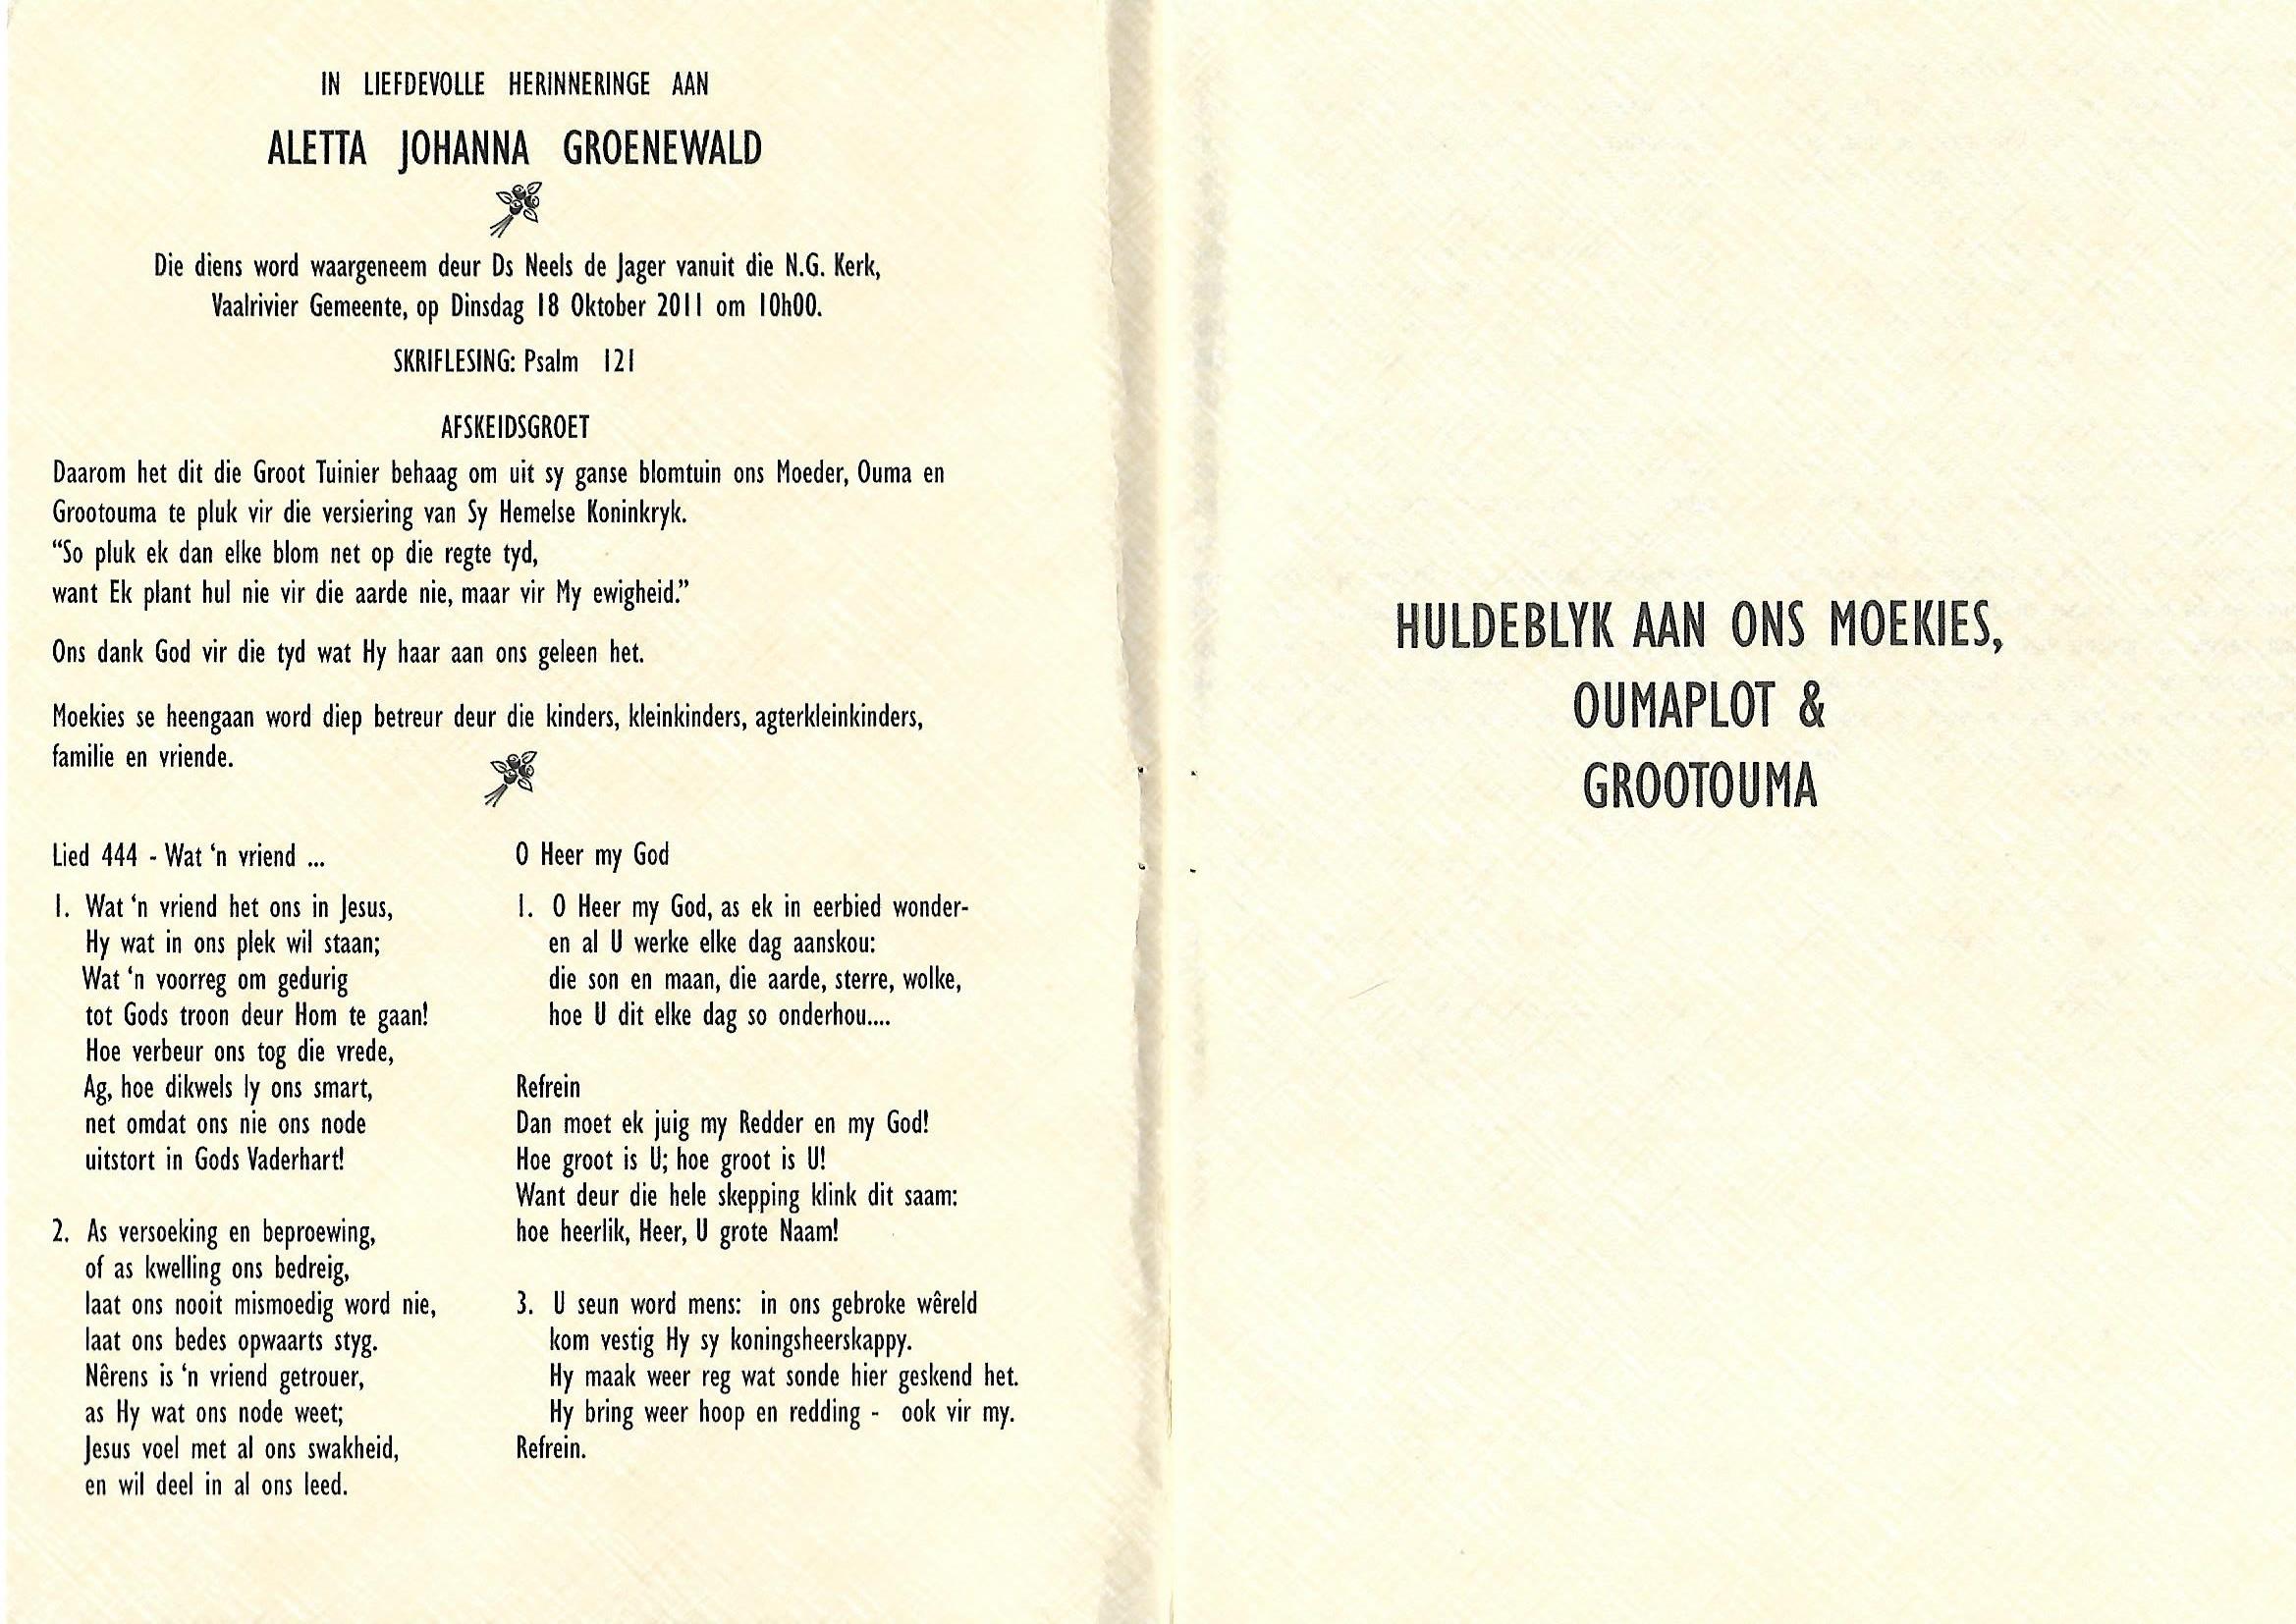 IN LIEFDEVOLLE HERINNERINGE AAN
ALETTA JOHANNA GROENEWALD
Die diens word waargeneem deur Ds Neels de Jager vanuit die N.G. Kerk,
Vaalrivier Gemeente, op Dinsdag 18 Oktober 2011 om 10h00.
SKRIFLESING: Psalm 121
AFSKEIDSGROET
Daarom het dit die Groot Tuinier behaag om uit sy ganse blomtuin ons Moeder, Ouma en
Grootouma te pluk vir die versiering van Sy Hemelse Koninkryk.
“So pluk ek dan elke blom net op die regte tyd,
want Ek plant hul nie vir die aarde nie, maar vir My ewigheid.”
Ons dank God vir die tyd wat Hy haar aan ons geleen het.
Moekies se heengaan word diep betreur deur die kinders, kleinkinders, agterkleinkinders,
familie en vriende.
Lied 444 - Wat ‘n vriend ...
1. Wat ‘n vriend het ons in Jesus,
Hy wat in ons plek wil staan;
Wat ‘n voorreg om gedurig
tot Gods troon deur Hom te gaan!
Hoe verbeur ons tog die vrede,
Ag, hoe dikwels ly ons smart,
net omdat ons nie ons node
uitstort in Gods Vaderhart!
2. As versoeking en beproewing,
of as kwelling ons bedreig,
laat ons nooit mismoedig word nie,
laat ons bedes opwaarts styg.
Nêrens is ‘n vriend getrouer,
as Hy wat ons node weet;
Jesus voel met al ons swakheid,
en wil deel in al ons leed.
O Heer my God
1. O Heer my God, as ek in eerbied wonder-
en al U werke elke dag aanskou:
die son en maan, die aarde, sterre, wolke,
hoe U dit elke dag so onderhou....
Refrein
Dan moet ek juig my Redder en my God!
Hoe groot is U; hoe groot is U!
Want deur die hele skepping klink dit saam:
hoe heerlik, Heer, U grote Naam!
3. U seun word mens: in ons gebroke wêreld
kom vestig Hy sy koningsheerskappy.
Hy maak weer reg wat sonde hier geskend het.
Hy bring weer hoop en redding - ook vir my.
Refrein.
HULDEBLYK AAN ONS MOEKIES,
OUMAPLOT &
GROOTOUMA